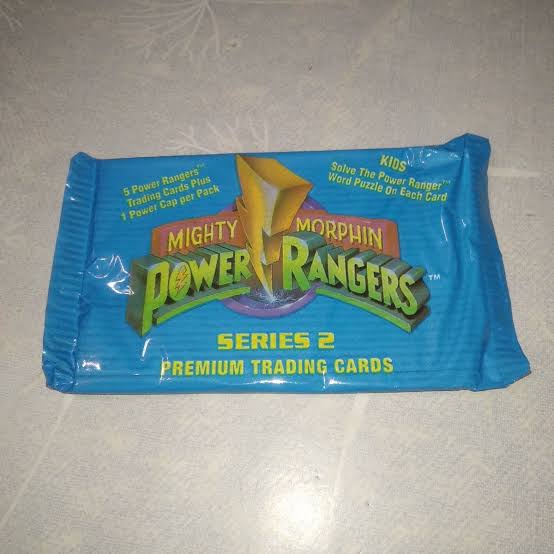 5 Power Rangers™
Trading Cards Plus
1 Power Cap per Pack
KIDS
Solve The Power Ranger™
Word Puzzle On Each Card
MIGHTY MORPHIN
POWER RANGERS™
SERIES 2
PREMIUM TRADING CARDS